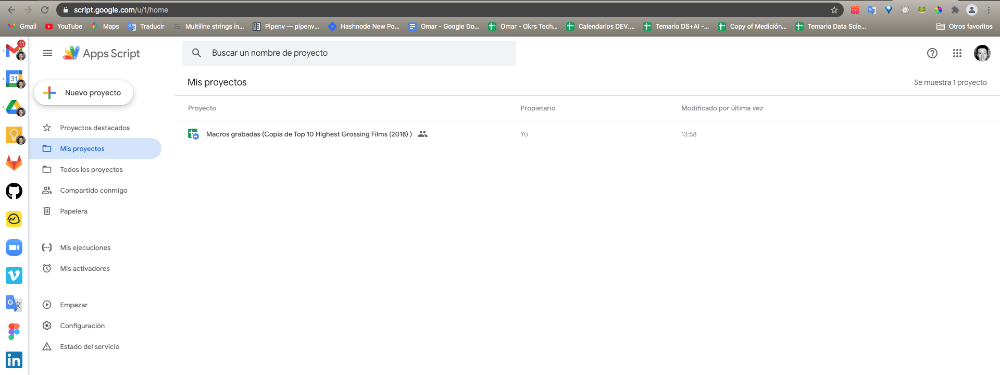 script.google.com/u/1/home
Gmail
YouTube
Maps
Traducir
Multiline strings in...
Pipenv — pipenv...
Hashnode New Po...
Omar - Google Do...
Omar - Okrs Tech...
Calendarios DEV....
Temario DS+AI -...
Copy of Medición...
Temario Data Scie...
Otros favoritos
11
31
Apps Script
Buscar un nombre de proyecto
Nuevo proyecto
Proyectos destacados
Mis proyectos
Todos los proyectos
Compartido conmigo
Papelera
Mis ejecuciones
Mis activadores
Empezar
Configuración
Estado del servicio
Mis proyectos
Se muestra 1 proyecto
Proyecto
Propietario
Modificado por última vez
Macros grabadas (Copia de Top 10 Highest Grossing Films (2018) )
Yo
13:58